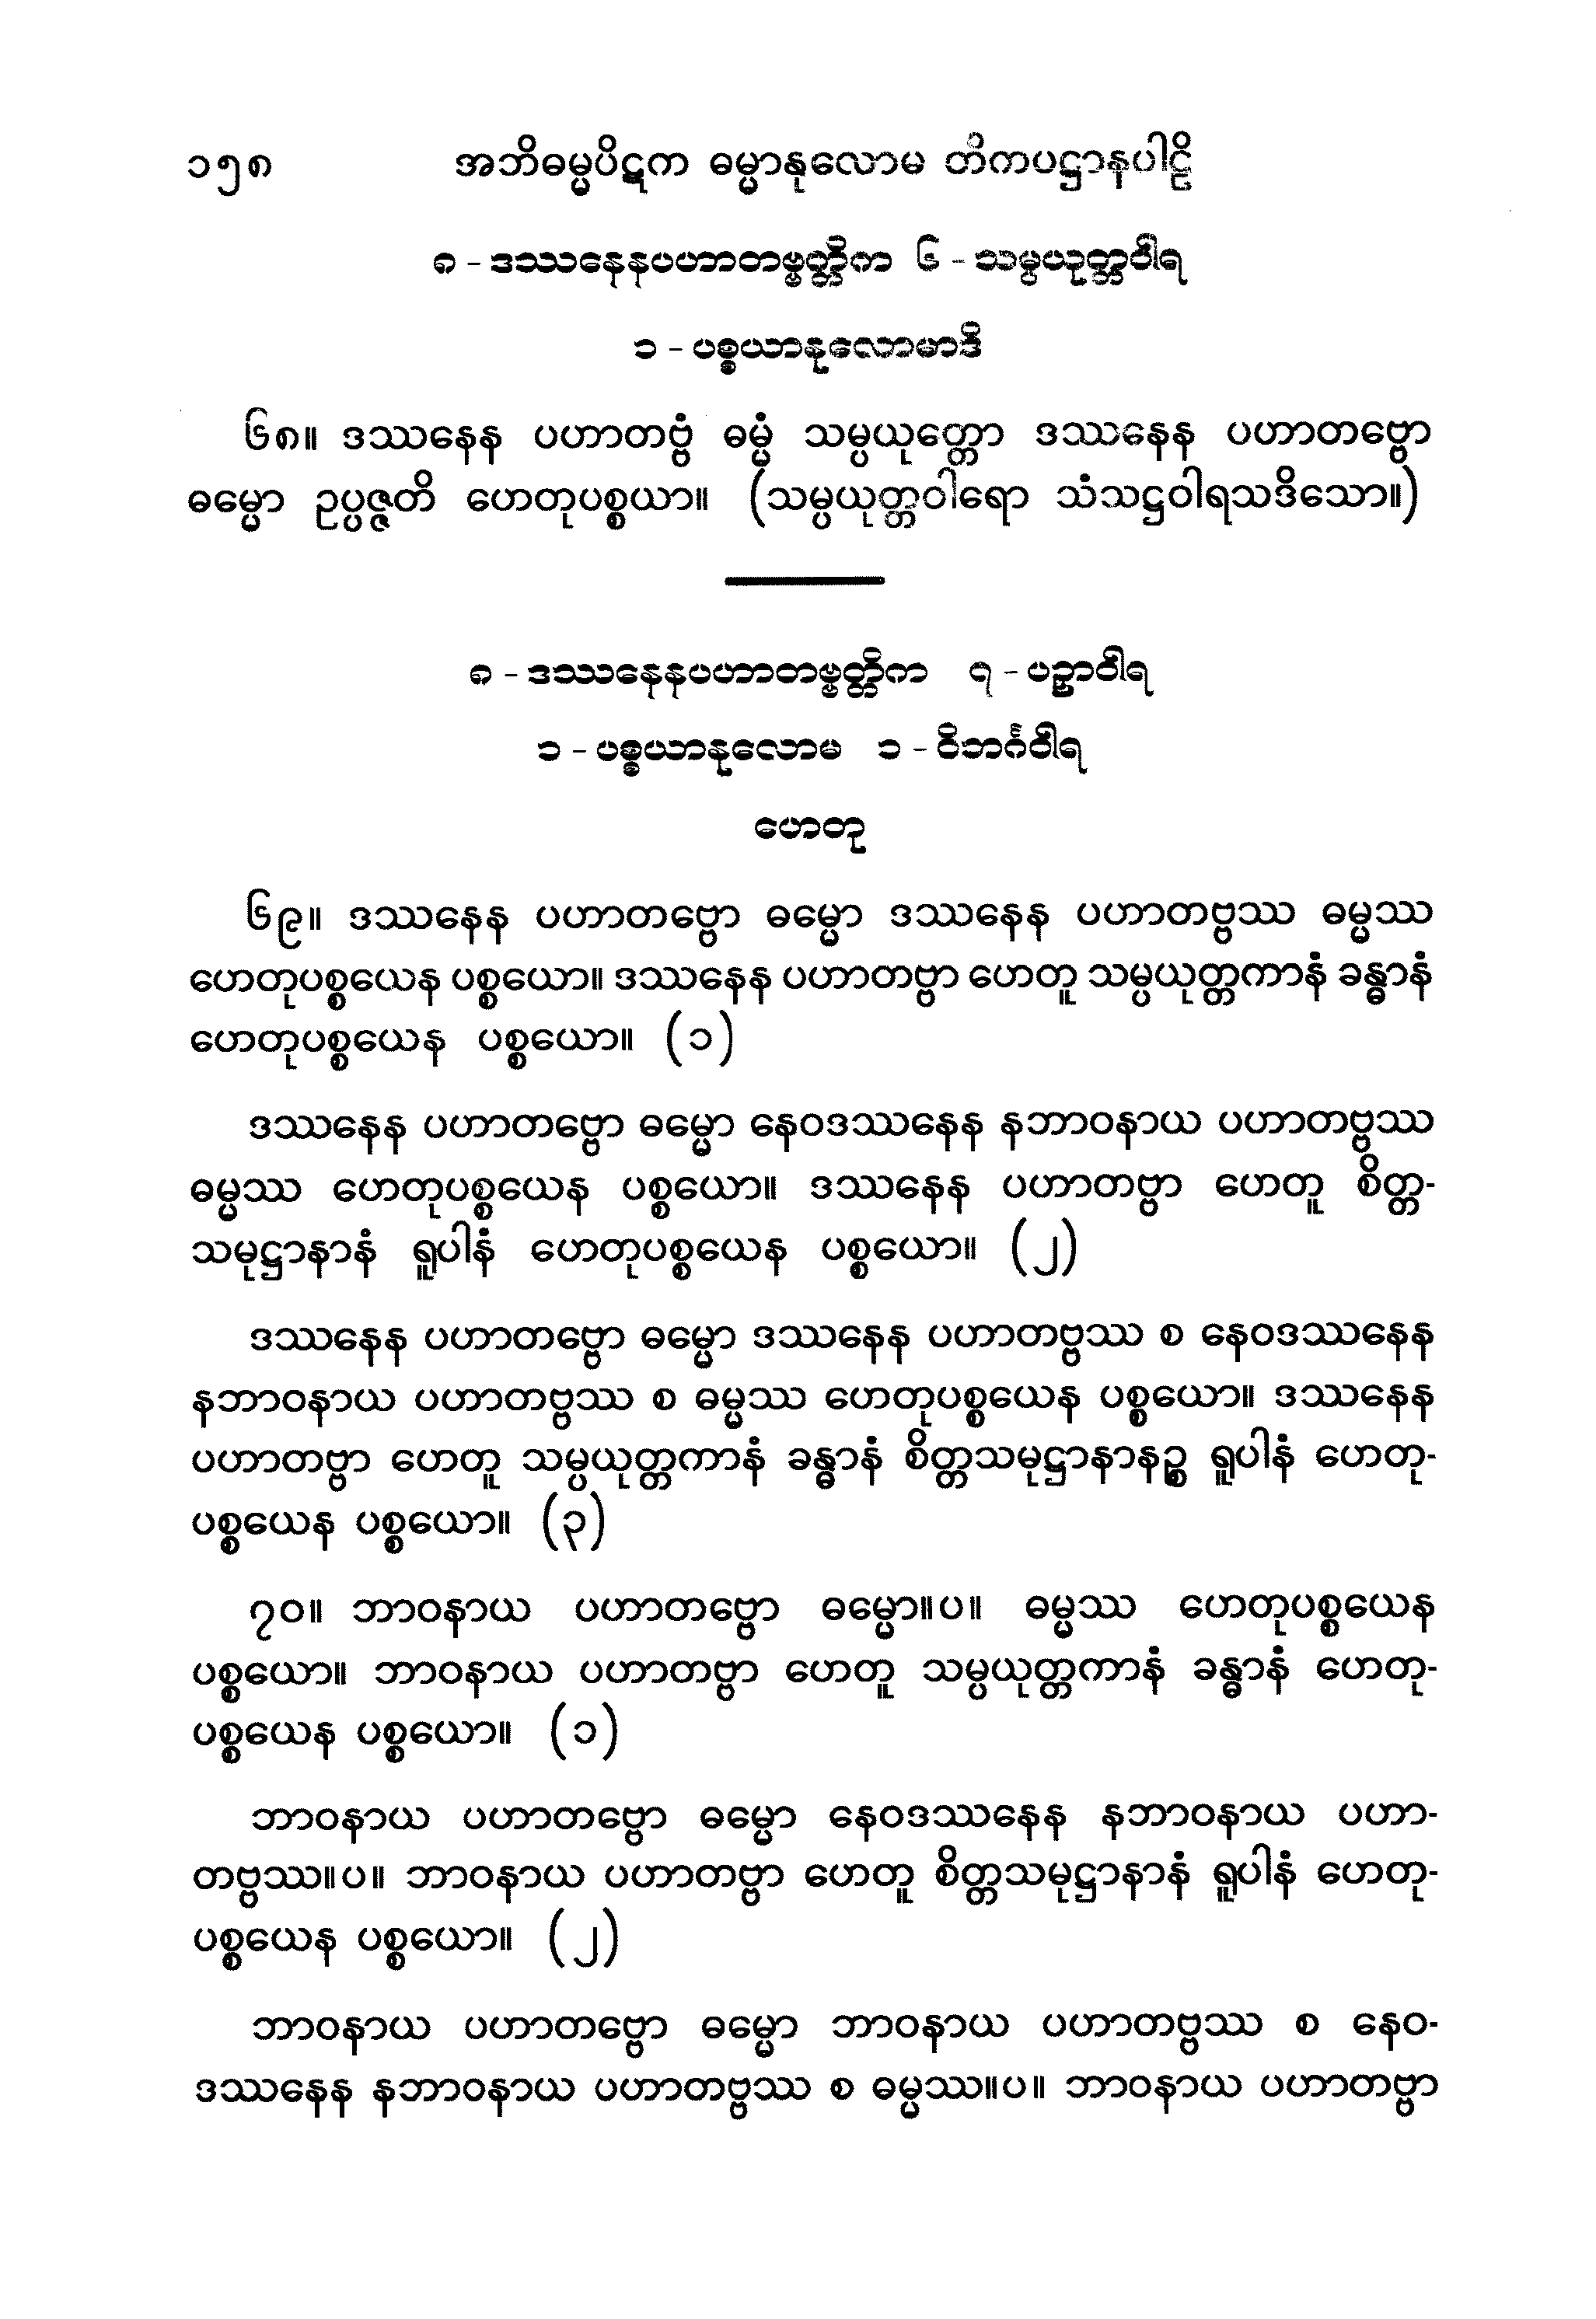 ၁၅၈ အဘိဓမ္မပိဋက ဓမ္မာနုလောမ တိကပဋ္ဌာနပါဠိ
၈ - ဒဿနေနပဟာတဗ္ဗတ္တိက ၆ - သမ္ပယုတ္တဝါရ
၁ - ပစ္စယာနုလောမာဒိ
၆၈။ ဒဿနေန ပဟာတဗ္ဗံ ဓမ္မံ သမ္ပယုတ္တော ဒဿနေန ပဟာတဗ္ဗော
ဓမ္မော ဥပ္ပဇ္ဇတိ ဟေတုပစ္စယာ။ (သမ္ပယုတ္တဝါရော သံသဋ္ဌဝါရသဒိသော။)
၈ - ဒဿနေနပဟာတဗ္ဗတ္တိက ၇ - ပဉှာဝါရ
၁ - ပစ္စယာနုလောမ ၁ - ဝိဘင်္ဂဝါရ
ဟေတု
၆၉။ ဒဿနေန ပဟာတဗ္ဗော ဓမ္မော ဒဿနေန ပဟာတဗ္ဗဿ ဓမ္မဿ
ဟေတုပစ္စယေန ပစ္စယော။ ဒဿနေန ပဟာတဗ္ဗာ ဟေတူ သမ္ပယုတ္တကာနံ ခန္ဓာနံ
ဟေတုပစ္စယေန ပစ္စယော။ (၁)
ဒဿနေန ပဟာတဗ္ဗော ဓမ္မော နေဝဒဿနေန နဘာဝနာယ ပဟာတဗ္ဗဿ
ဓမ္မဿ ဟေတုပစ္စယေန ပစ္စယော။ ဒဿနေန ပဟာတဗ္ဗာ ဟေတူ စိတ္တ-
သမုဋ္ဌာနာနံ ရူပါနံ ဟေတုပစ္စယေန ပစ္စယော။ (၂)
ဒဿနေန ပဟာတဗ္ဗော ဓမ္မော ဒဿနေန ပဟာတဗ္ဗဿ စ နေဝဒဿနေန
နဘာဝနာယ ပဟာတဗ္ဗဿ စ ဓမ္မဿ ဟေတုပစ္စယေန ပစ္စယော။ ဒဿနေန
ပဟာတဗ္ဗာ ဟေတူ သမ္ပယုတ္တကာနံ ခန္ဓာနံ စိတ္တသမုဋ္ဌာနာနဉ္စ ရူပါနံ ဟေတု-
ပစ္စယေန ပစ္စယော။ (၃)
၇၀။ ဘာဝနာယ ပဟာတဗ္ဗော ဓမ္မော။ပ။ ဓမ္မဿ ဟေတုပစ္စယေန
ပစ္စယော။ ဘာဝနာယ ပဟာတဗ္ဗာ ဟေတူ သမ္ပယုတ္တကာနံ ခန္ဓာနံ ဟေတု-
ပစ္စယေန ပစ္စယော။ (၁)
ဘာဝနာယ ပဟာတဗ္ဗော ဓမ္မော နေဝဒဿနေန နဘာဝနာယ ပဟာ-
တဗ္ဗဿ။ပ။ ဘာဝနာယ ပဟာတဗ္ဗာ ဟေတူ စိတ္တသမုဋ္ဌာနာနံ ရူပါနံ ဟေတု-
ပစ္စယေန ပစ္စယော။ (၂)
ဘာဝနာယ ပဟာတဗ္ဗော ဓမ္မော ဘာဝနာယ ပဟာတဗ္ဗဿ စ နေဝ-
ဒဿနေန နဘာဝနာယ ပဟာတဗ္ဗဿ စ ဓမ္မဿ။ပ။ ဘာဝနာယ ပဟာတဗ္ဗာ